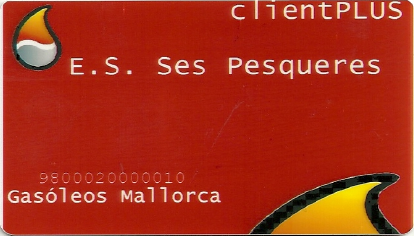 clientPLUS
E.S. Ses Pesqueres
9800020000010
Gasóleos Mallorca